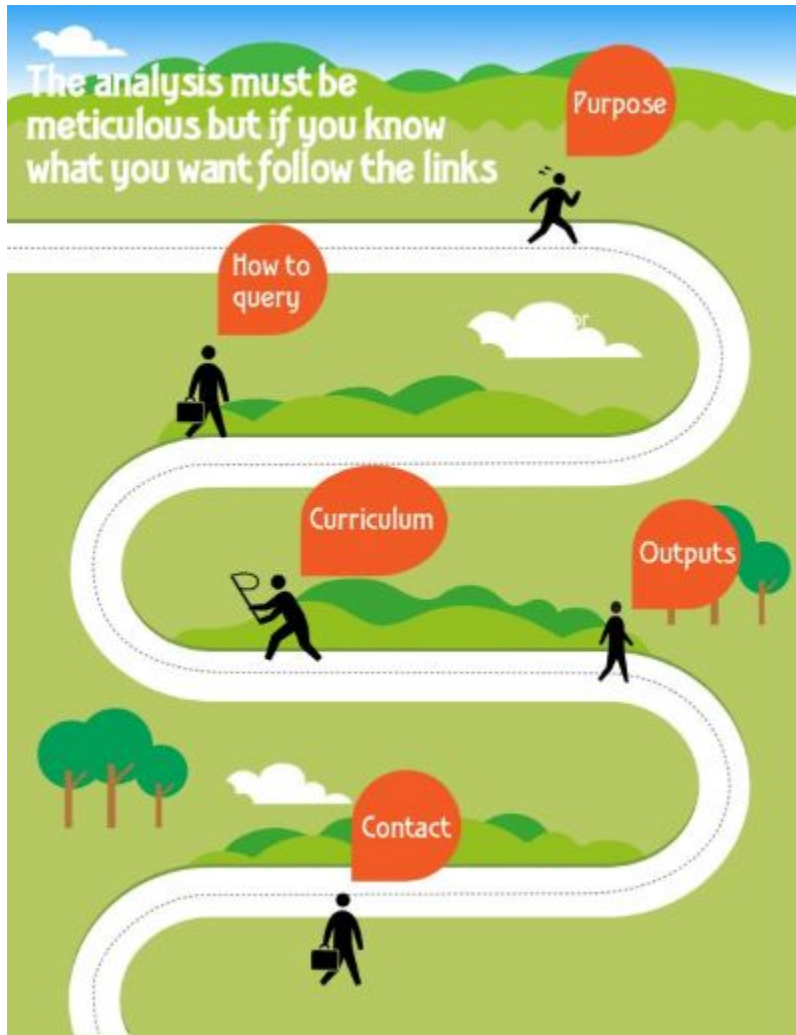 The analysis must be
meticulous but if you know
what you want follow the links
Purpose
How to
query
or
Curriculum
Outputs
Contact